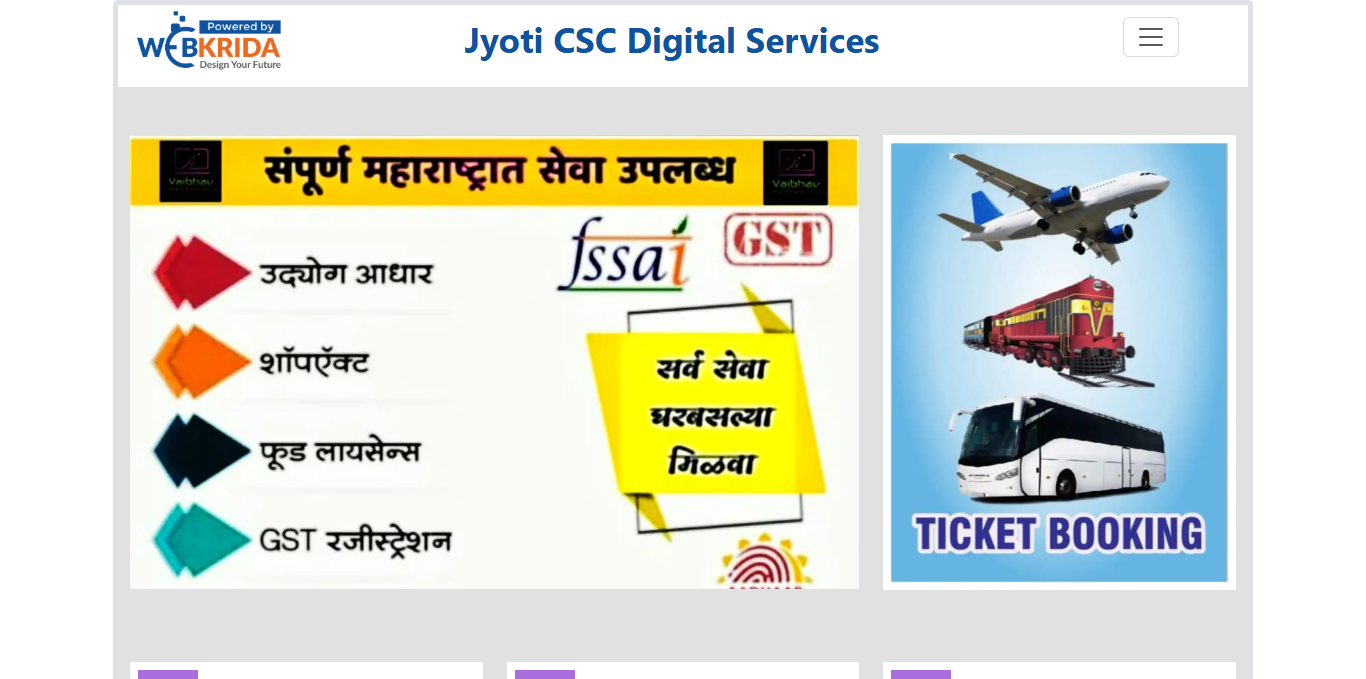 Powered by
WEBKRIDA
Design Your Future
Jyoti CSC Digital Services
Vaibhav
संपूर्ण महाराष्ट्रात सेवा उपलब्ध
Vaibhav
fssai
GST
उद्योग आधार
शॉपऍक्ट
सर्व सेवा
घरबसल्या
मिळवा
फूड लायसेन्स
GST रजीस्ट्रेशन
TICKET BOOKING